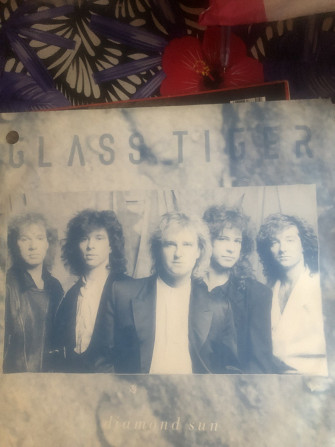 GLASS TIGER
diamond sun